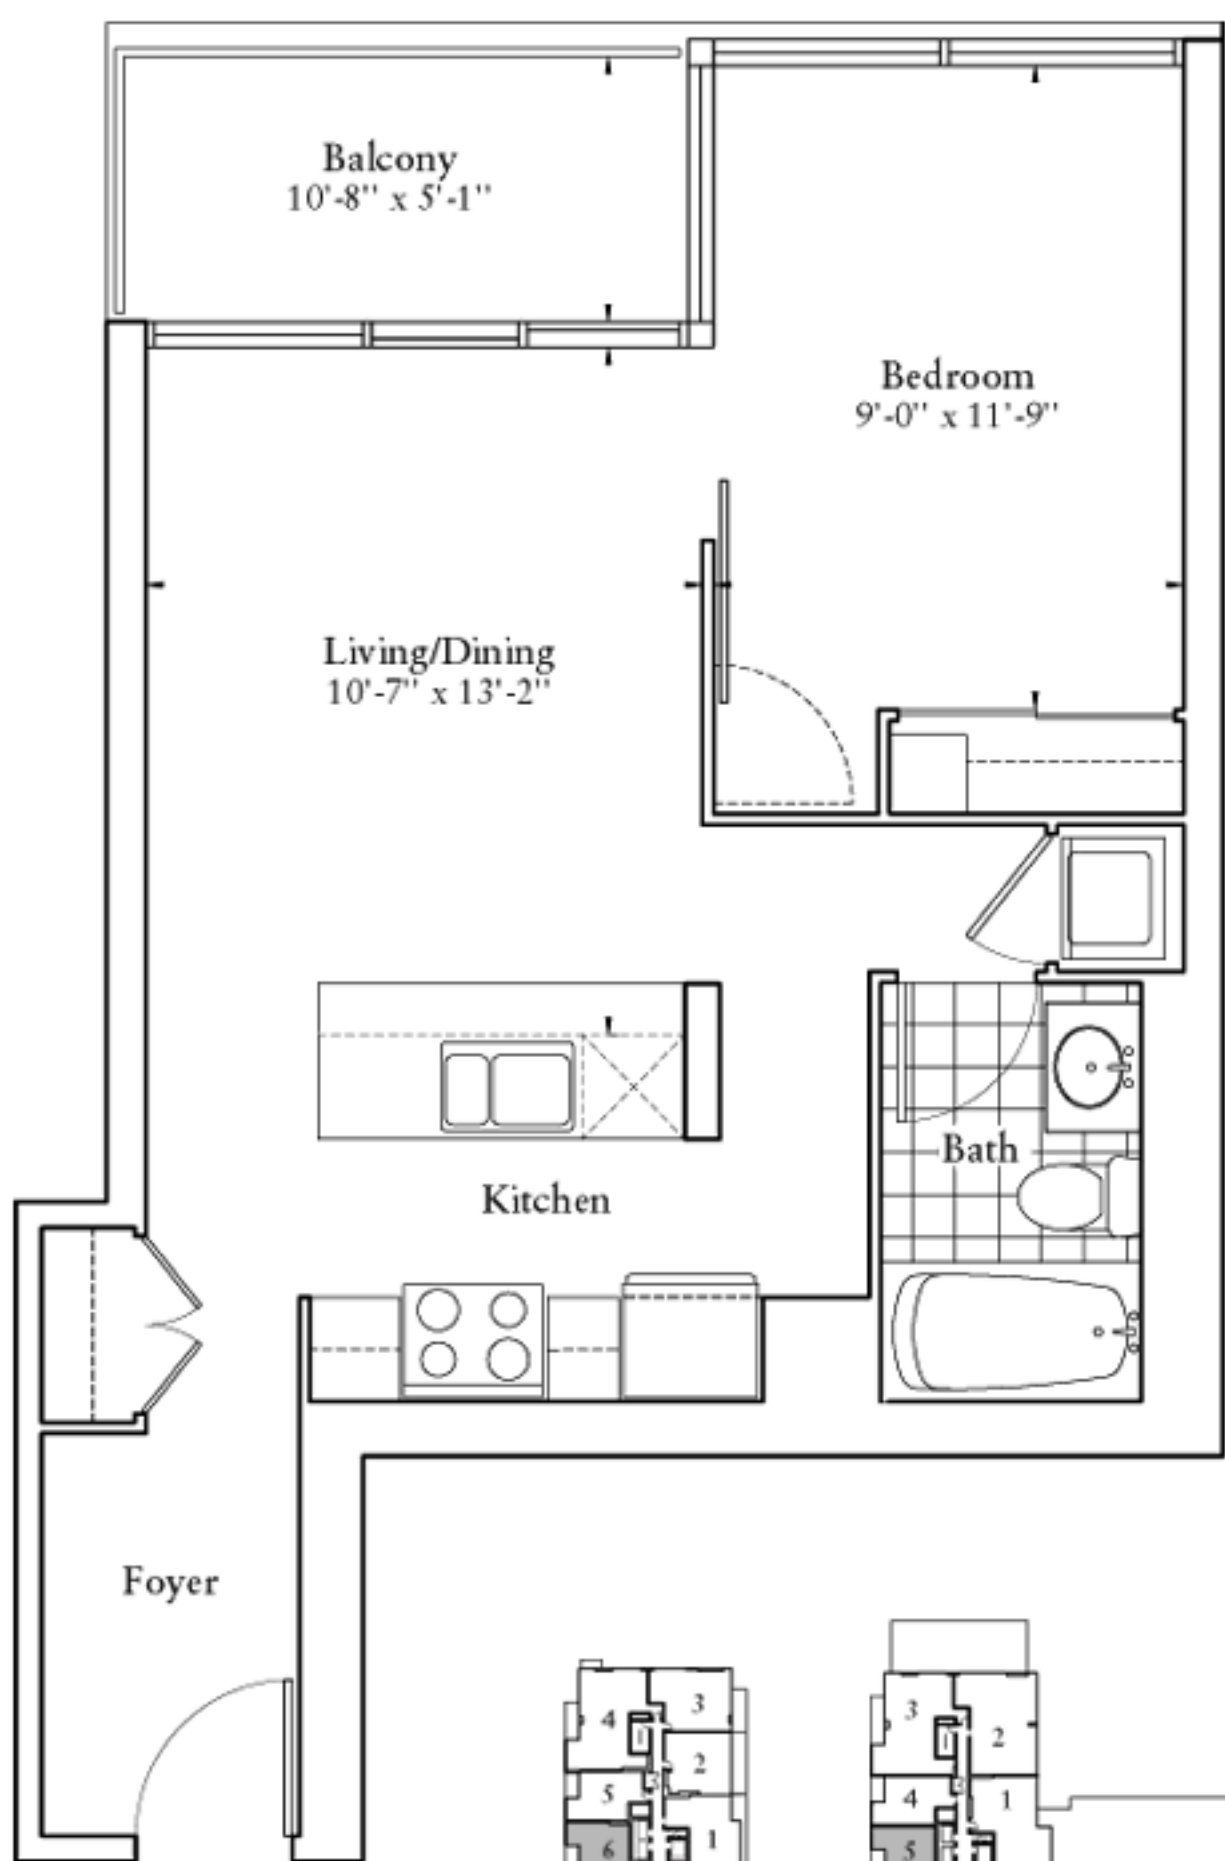 Balcony
10'-8" x 5'-1"
Bedroom
9'-0" x 11'-9"
Living/Dining
10'-7" x 13'-2"
Bath
Kitchen
Foyer
4
3
2
5
1
6
3
2
4
1
5